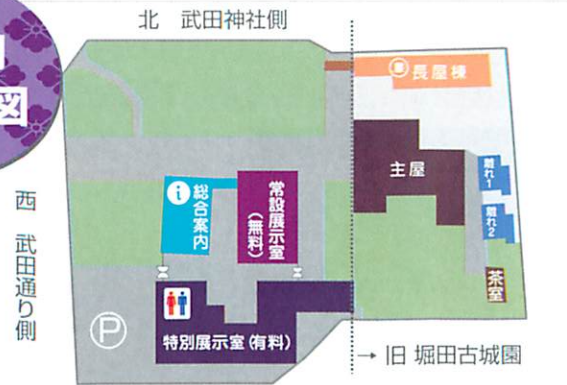 北 武田神社側
図
西 武田通り側
長屋棟
主屋
離れ1
離れ2
茶室
i
総合案内
常設展示室
(無料)
特別展示室(有料)
P
→ 旧 堀田古城園